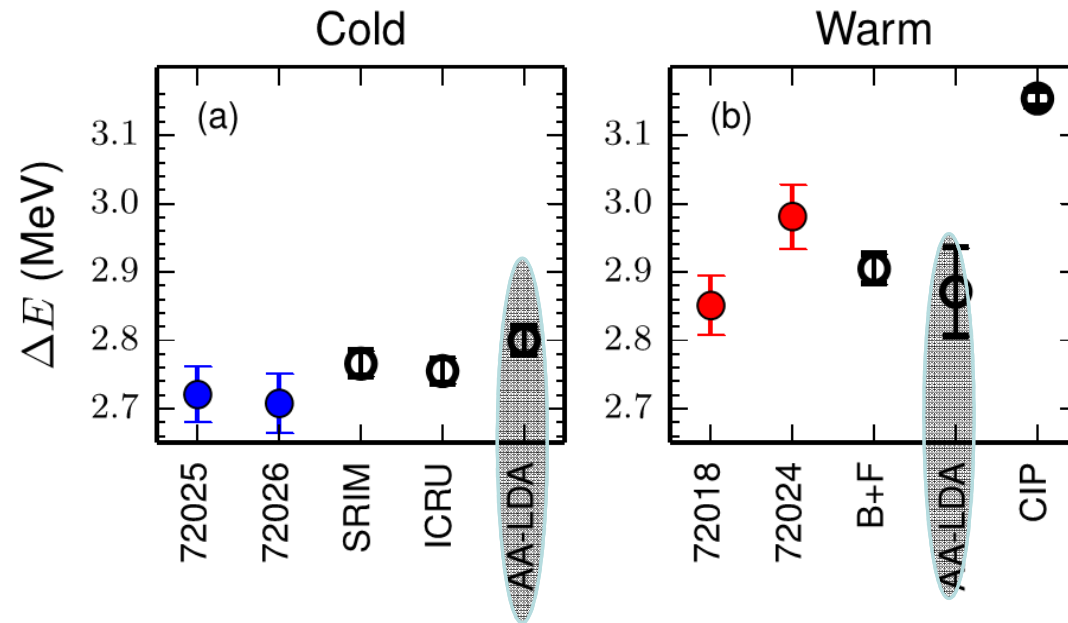 Cold
Warm
(a)
(b)
ΔE (MeV)
3.1
3.0
2.9
2.8
2.7
3.1
3.0
2.9
2.8
2.7
72025
72026
SRIM
ICRU
AA-LDA
72018
72024
B+F
AA-LDA
CIP